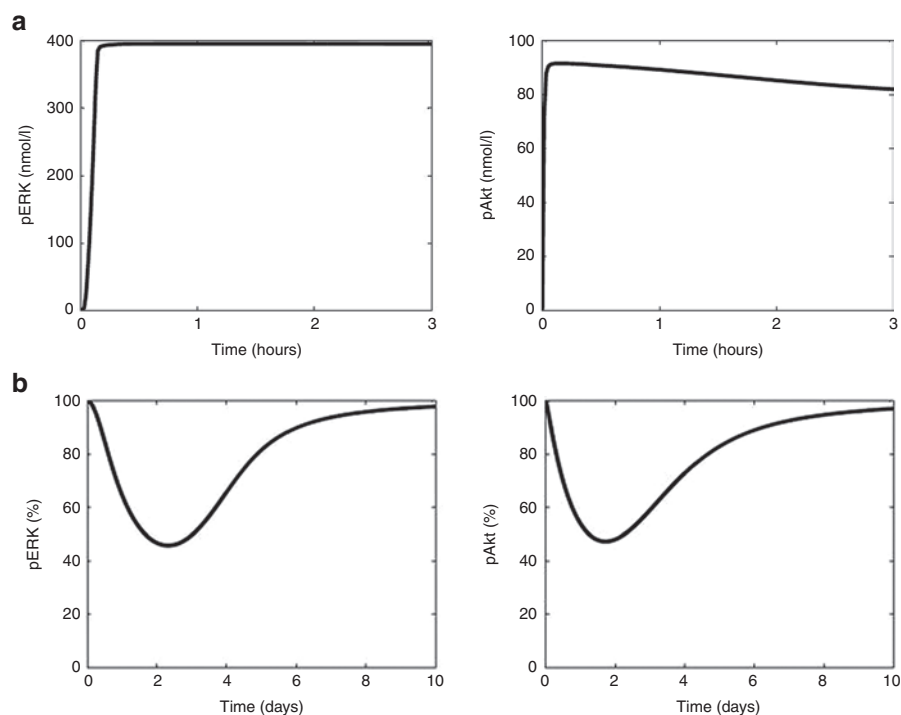 a
400
300
200
100
0
pERK (nmol/l)
0 1 2 3
Time (hours)
100
80
60
40
20
0
pAkt (nmol/l)
0 1 2 3
Time (hours)
b
100
80
60
40
20
0
pERK (%)
0 2 4 6 8 10
Time (days)
100
80
60
40
20
0
pAkt (%)
0 2 4 6 8 10
Time (days)